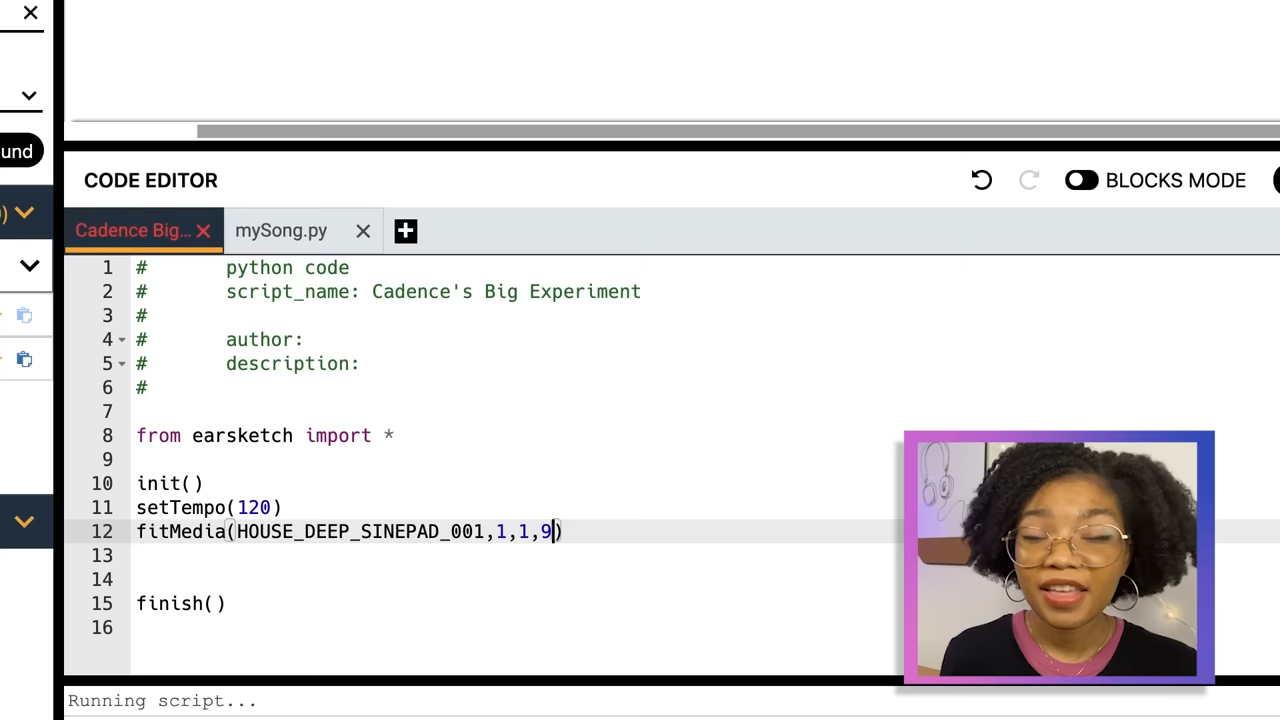 und
CODE EDITOR
BLOCKS MODE
)
Cadence Big...
mySong.py
1 # python code
2 # script_name: Cadence's Big Experiment
3 #
4 # author:
5 # description:
6 #
7
8 from earsketch import *
9
10 init()
11 setTempo(120)
12 fitMedia(HOUSE_DEEP_SINEPAD_001,1,1,9)
13
14
15 finish()
16
Running script...